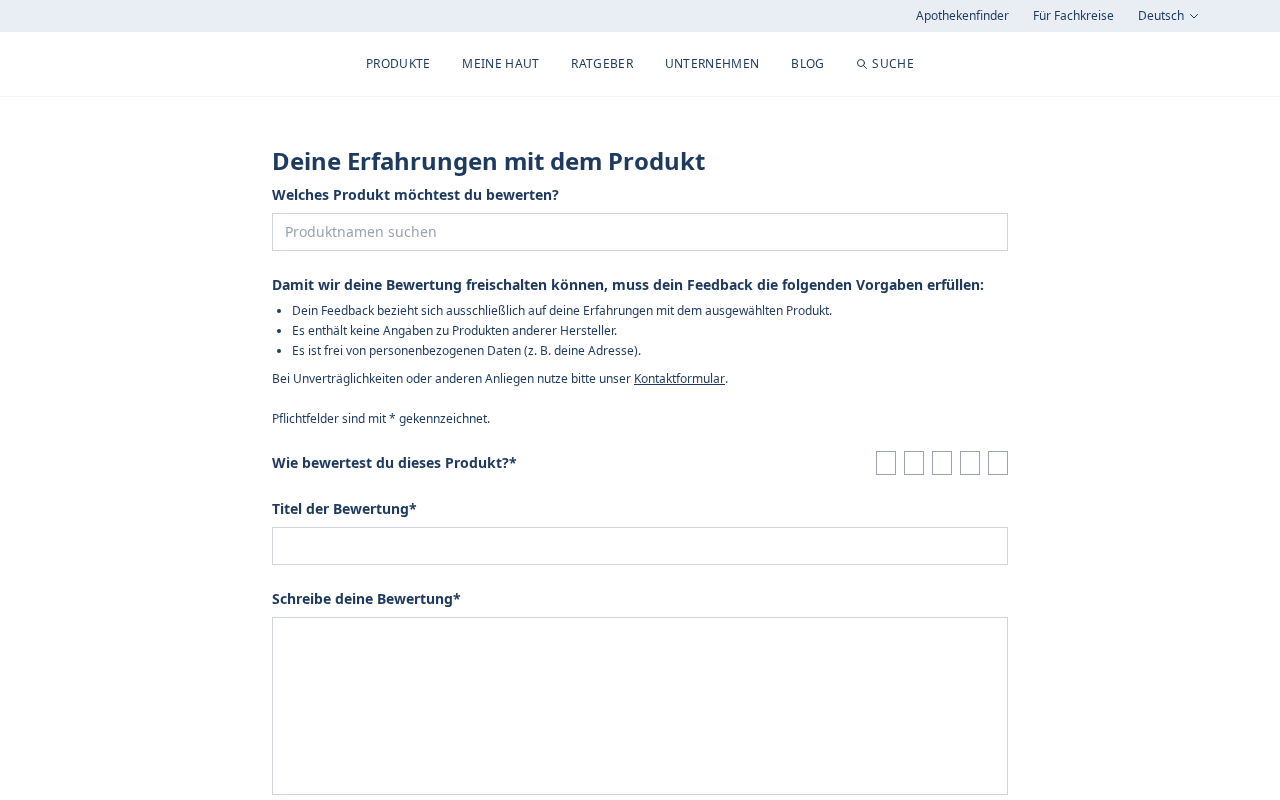 Apothekenfinder Für Fachkreise Deutsch
PRODUKTE MEINE HAUT RATGEBER UNTERNEHMEN BLOG SUCHE
Deine Erfahrungen mit dem Produkt
Welches Produkt möchtest du bewerten?
Produktnamen suchen
Damit wir deine Bewertung freischalten können, muss dein Feedback die folgenden Vorgaben erfüllen:
• Dein Feedback bezieht sich ausschließlich auf deine Erfahrungen mit dem ausgewählten Produkt.
• Es enthält keine Angaben zu Produkten anderer Hersteller.
• Es ist frei von personenbezogenen Daten (z. B. deine Adresse).
Bei Unverträglichkeiten oder anderen Anliegen nutze bitte unser Kontaktformular.
Pflichtfelder sind mit * gekennzeichnet.
Wie bewertest du dieses Produkt?*
Titel der Bewertung*
Schreibe deine Bewertung*